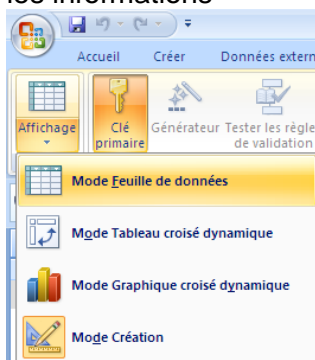 les informations
Accueil Créer Données extern
Affichage Clé primaire Générateur Tester les règle de validation
Mode Feuille de données
Mode Tableau croisé dynamique
Mode Graphique croisé dynamique
Mode Création